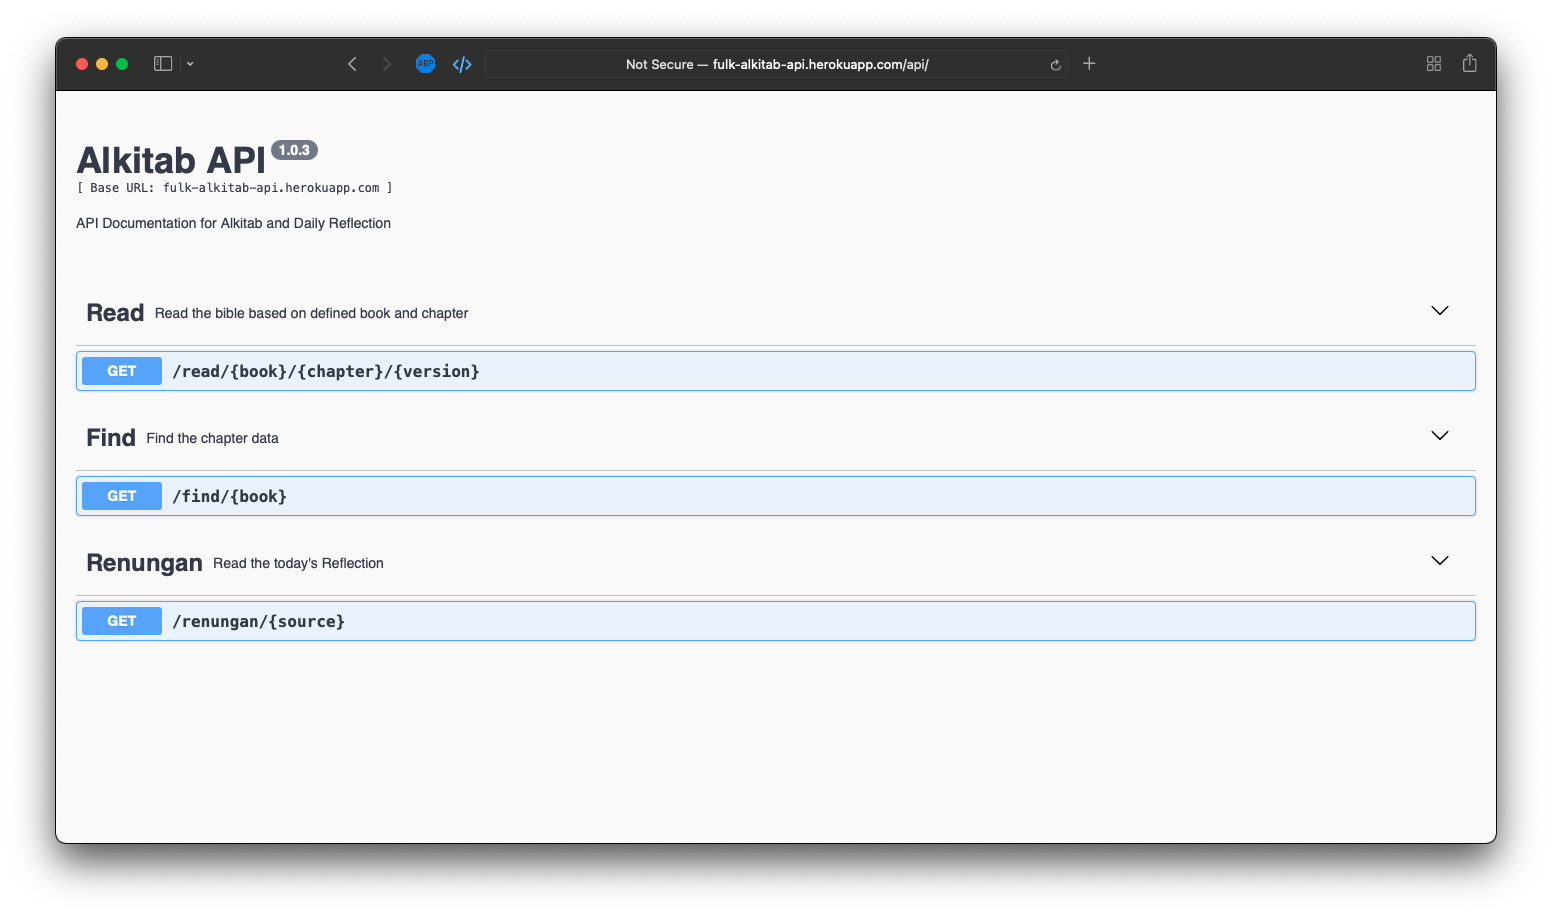 ABP
</>
Not Secure — fulk-alkitab-api.herokuapp.com/api/
Alkitab API 1.0.3
[ Base URL: fulk-alkitab-api.herokuapp.com ]
API Documentation for Alkitab and Daily Reflection
Read Read the bible based on defined book and chapter
GET /read/{book}/{chapter}/{version}
Find Find the chapter data
GET /find/{book}
Renungan Read the today's Reflection
GET /renungan/{source}